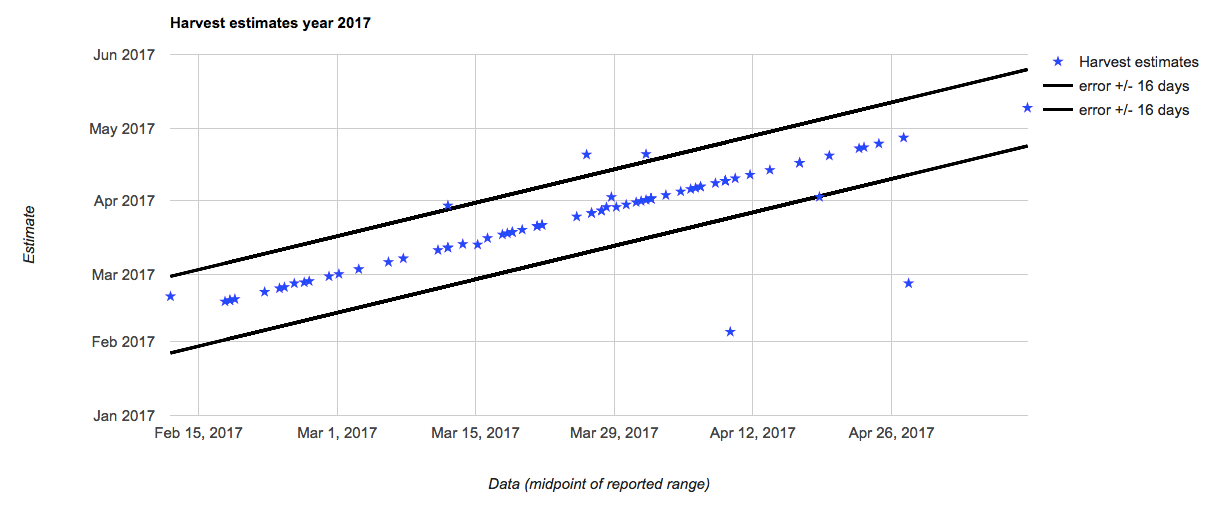 Harvest estimates year 2017
Jun 2017
May 2017
Apr 2017
Mar 2017
Feb 2017
Jan 2017
Estimate
Feb 15, 2017 Mar 1, 2017 Mar 15, 2017 Mar 29, 2017 Apr 12, 2017 Apr 26, 2017
Data (midpoint of reported range)
Harvest estimates
error +/- 16 days
error +/- 16 days